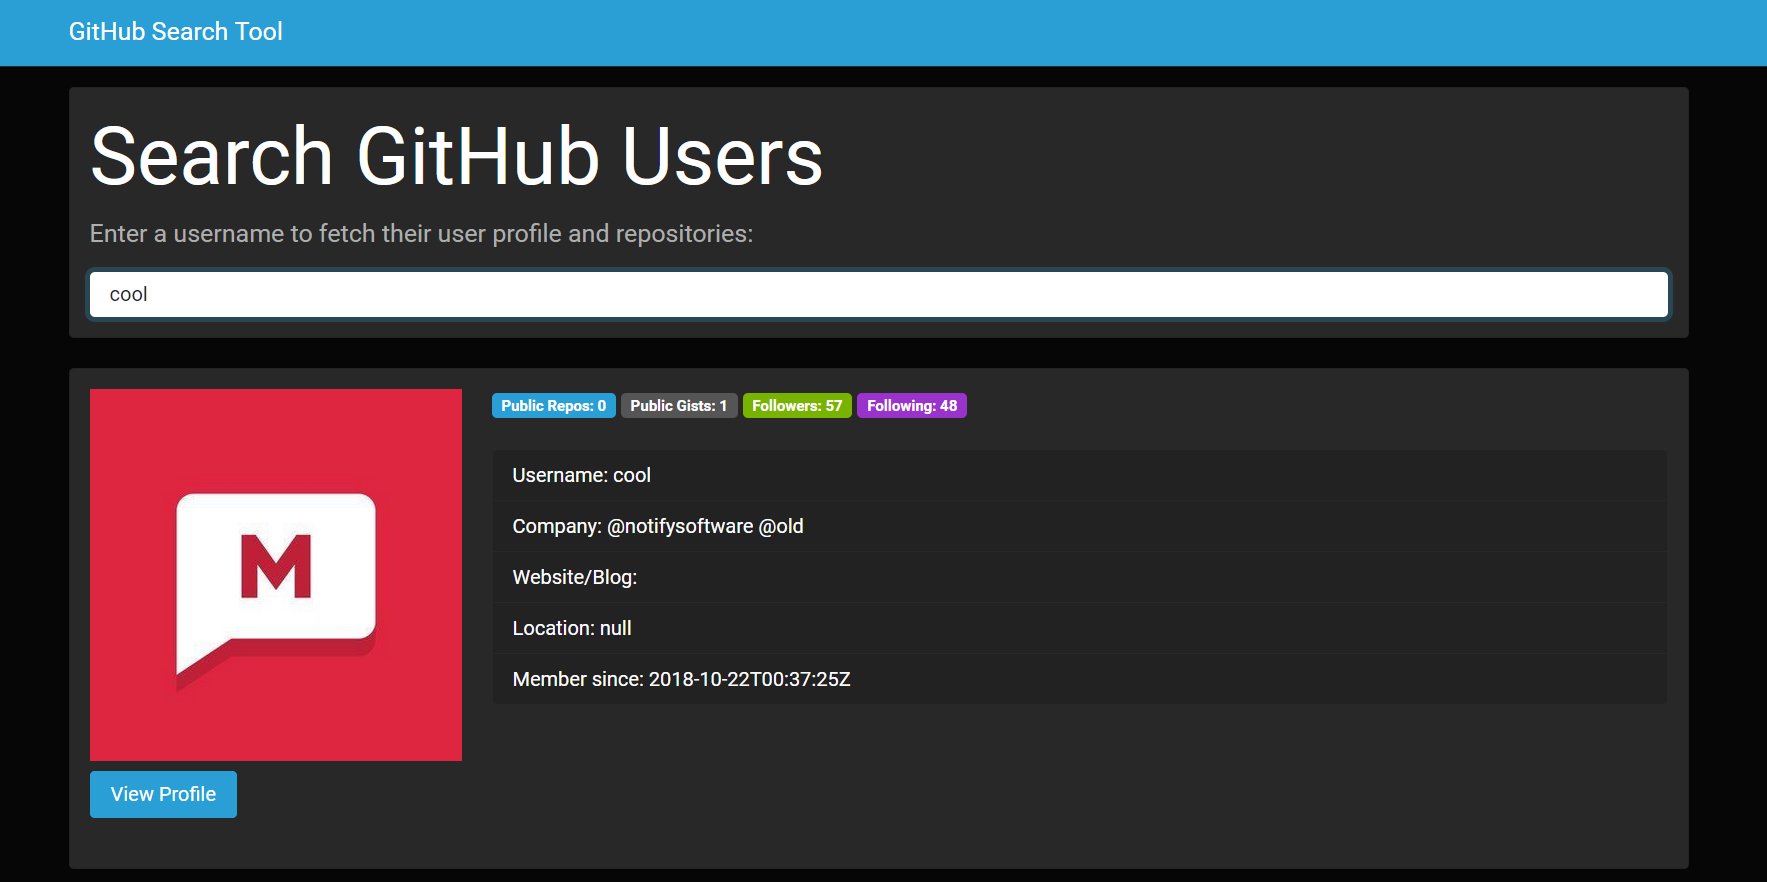 GitHub Search Tool
Search GitHub Users
Enter a username to fetch their user profile and repositories:
cool
Public Repos: 0 Public Gists: 1 Followers: 57 Following: 48
M
Username: cool
Company: @notifysoftware @old
Website/Blog:
Location: null
Member since: 2018-10-22T00:37:25Z
View Profile